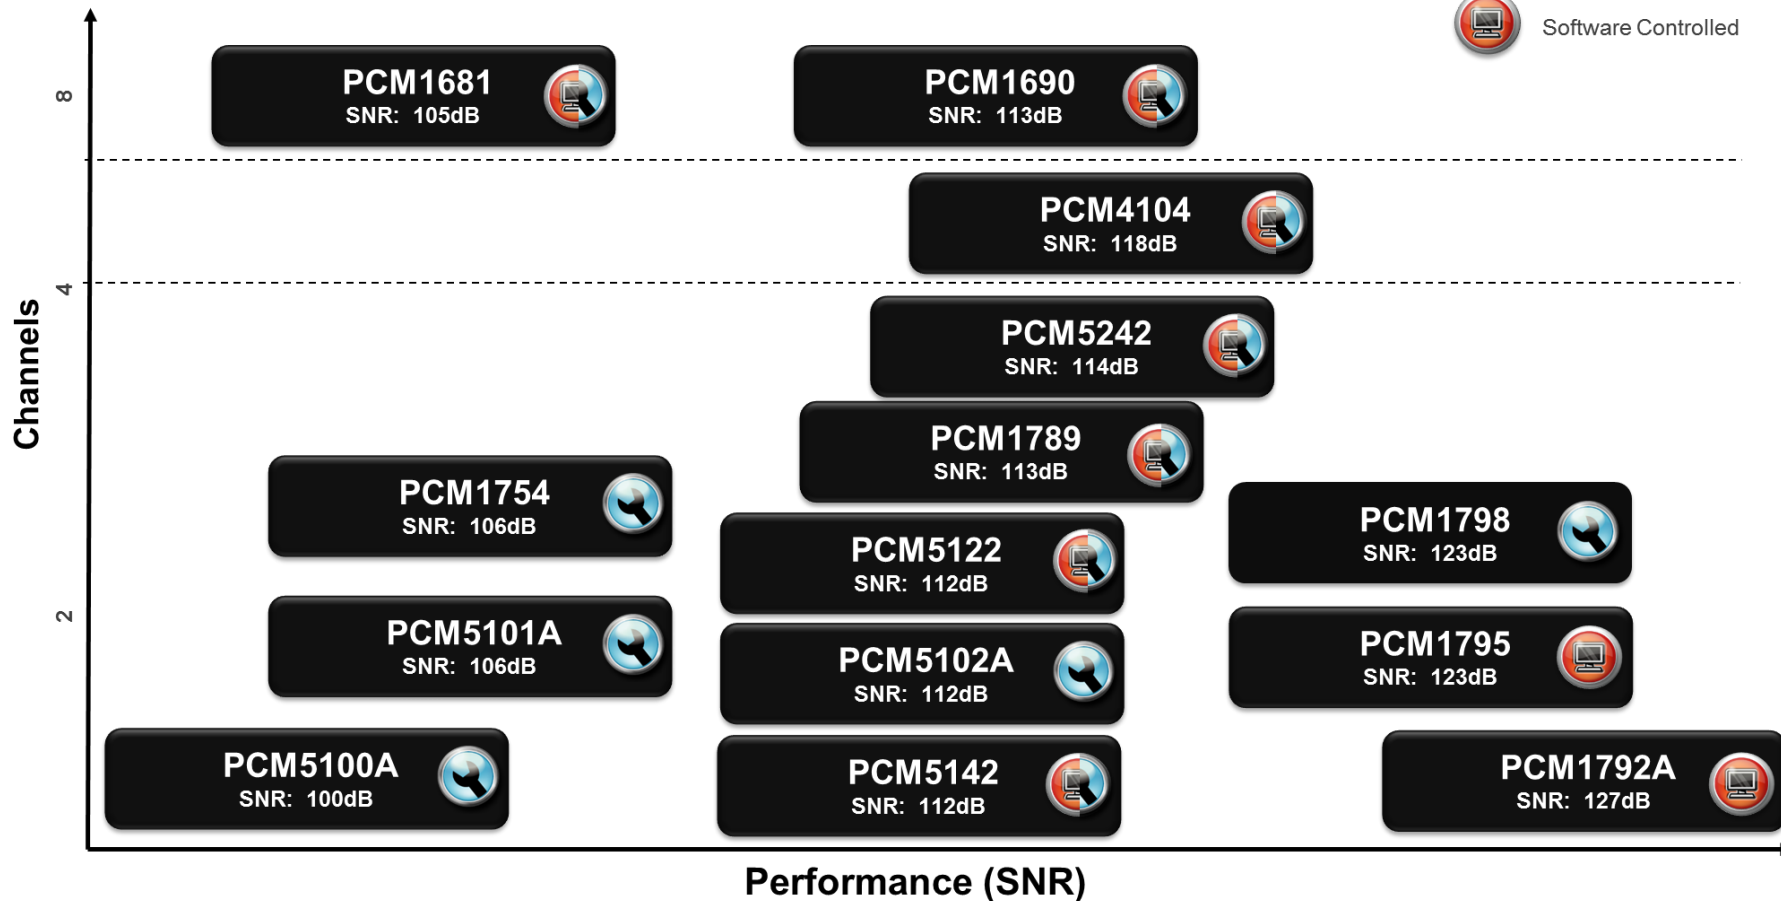 Software Controlled
8
PCM1681
SNR: 105dB
PCM1690
SNR: 113dB
PCM4104
SNR: 118dB
4
Channels
PCM5242
SNR: 114dB
PCM1789
SNR: 113dB
PCM1754
SNR: 106dB
PCM1798
SNR: 123dB
PCM5122
SNR: 112dB
2
PCM5101A
SNR: 106dB
PCM5102A
SNR: 112dB
PCM1795
SNR: 123dB
PCM5100A
SNR: 100dB
PCM5142
SNR: 112dB
PCM1792A
SNR: 127dB
Performance (SNR)